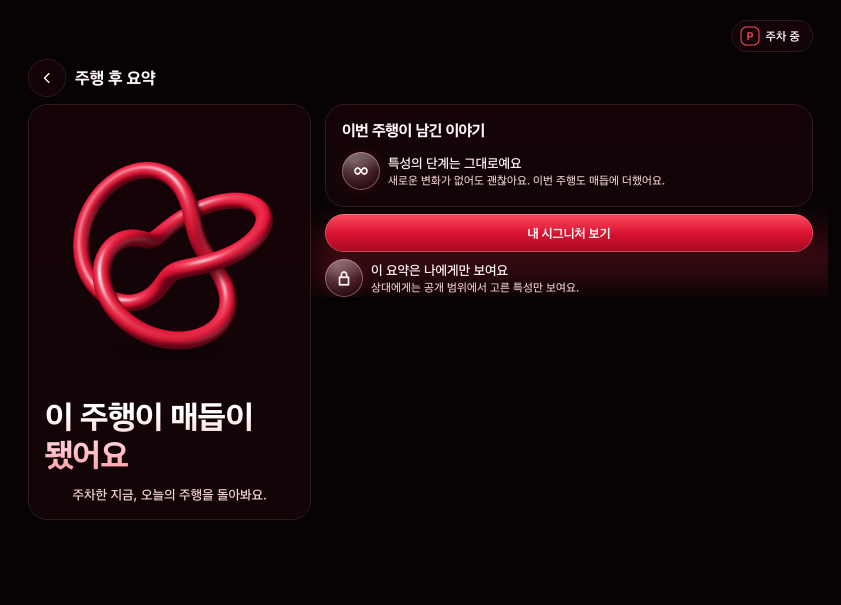 P 주차 중
주행 후 요약
이 주행이 매듭이
됐어요
주차한 지금, 오늘의 주행을 돌아봐요.
이번 주행이 남긴 이야기
∞ 특성의 단계는 그대로예요
새로운 변화가 없어도 괜찮아요. 이번 주행도 매듭에 더했어요.
내 시그니처 보기
이 요약은 나에게만 보여요
상대에게는 공개 범위에서 고른 특성만 보여요.